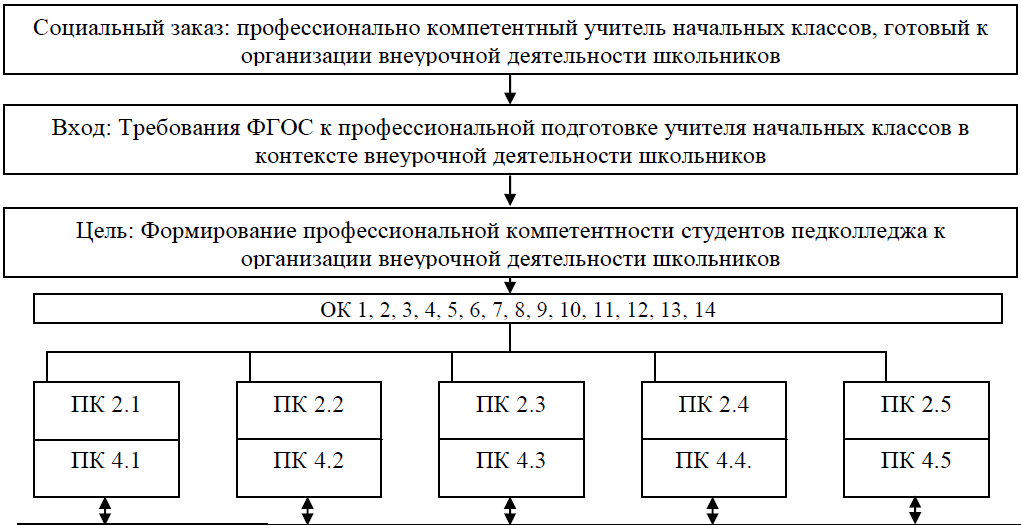 Социальный заказ: профессионально компетентный учитель начальных классов, готовый к
организации внеурочной деятельности школьников
Вход: Требования ФГОС к профессиональной подготовке учителя начальных классов в
контексте внеурочной деятельности школьников
Цель: Формирование профессиональной компетентности студентов педколледжа к
организации внеурочной деятельности школьников
ОК 1, 2, 3, 4, 5, 6, 7, 8, 9, 10, 11, 12, 13, 14
ПК 2.1
ПК 2.2
ПК 2.3
ПК 2.4
ПК 2.5
ПК 4.1
ПК 4.2
ПК 4.3
ПК 4.4.
ПК 4.5